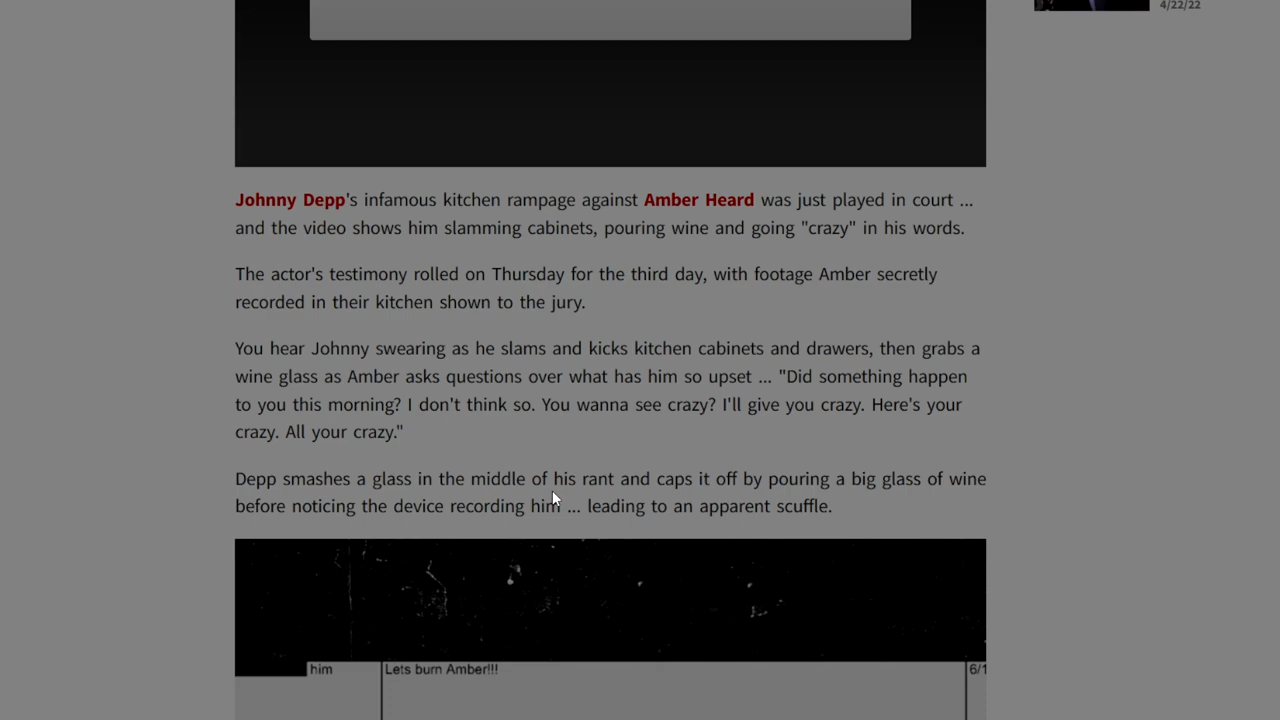 4/22/22
Johnny Depp's infamous kitchen rampage against Amber Heard was just played in court ...
and the video shows him slamming cabinets, pouring wine and going "crazy" in his words.
The actor's testimony rolled on Thursday for the third day, with footage Amber secretly
recorded in their kitchen shown to the jury.
You hear Johnny swearing as he slams and kicks kitchen cabinets and drawers, then grabs a
wine glass as Amber asks questions over what has him so upset ... "Did something happen
to you this morning? I don't think so. You wanna see crazy? I'll give you crazy. Here's your
crazy. All your crazy."
Depp smashes a glass in the middle of his rant and caps it off by pouring a big glass of wine
before noticing the device recording him ... leading to an apparent scuffle.
him Lets burn Amber!!! 6/1